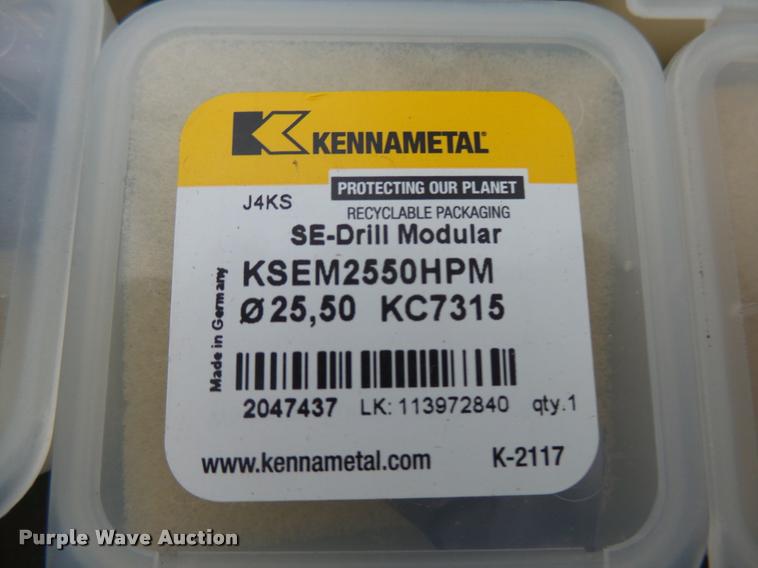 KENNAMETAL®
PROTECTING OUR PLANET
J4KS
RECYCLABLE PACKAGING
SE-Drill Modular
KSEM2550HPM
Ø25,50 KC7315
Made in Germany
2047437 LK: 113972840 qty.1
www.kennametal.com K-2117
Purple Wave Auction